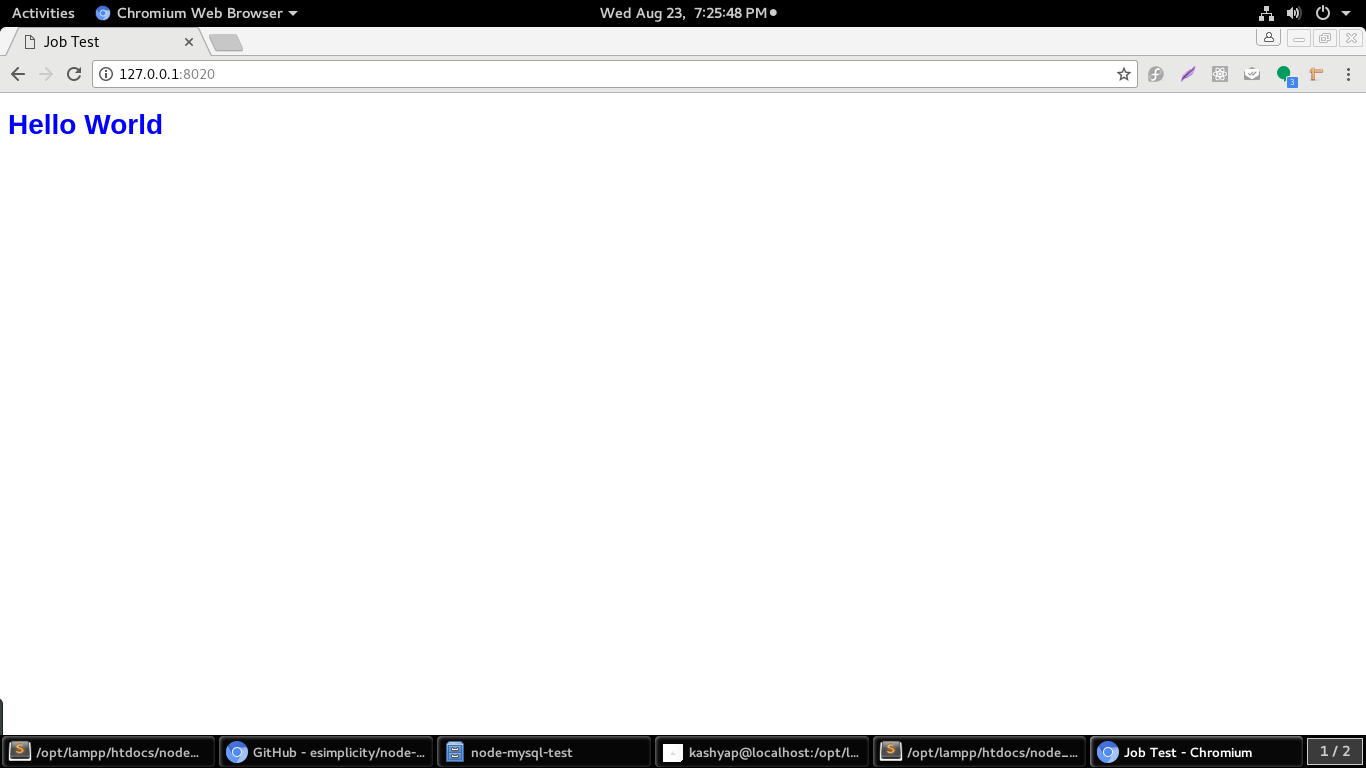 Activities Chromium Web Browser Wed Aug 23, 7:25:48 PM
Job Test
127.0.0.1:8020
3
Hello World
/opt/lampp/htdocs/node... GitHub - esimplicity/node-... node-mysql-test kashyap@localhost:/opt/l... /opt/lampp/htdocs/node_... Job Test - Chromium 1 / 2